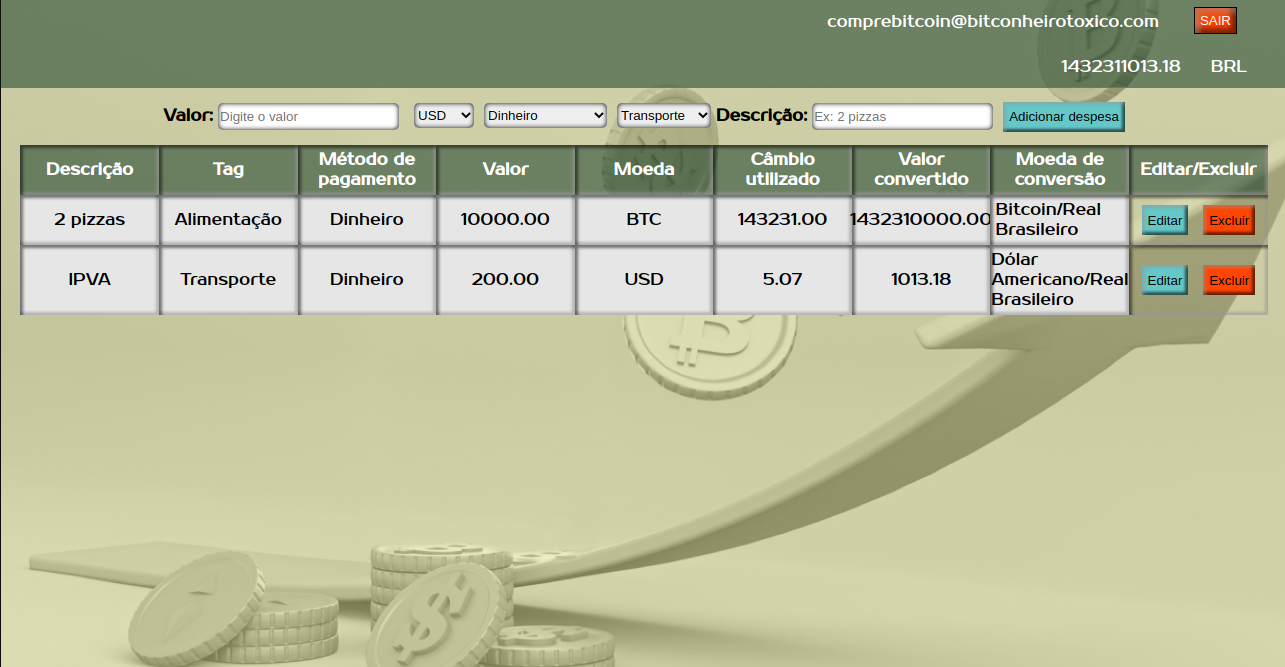 comprebitcoin@bitconheirotoxico.com SAIR
1432311013.18 BRL
Valor: Digite o valor USD Dinheiro Transporte Descrição: Ex: 2 pizzas Adicionar despesa
Descrição Tag Método de pagamento Valor Moeda Câmbio utilizado Valor convertido Moeda de conversão Editar/Excluir
2 pizzas Alimentação Dinheiro 10000.00 BTC 143231.00 1432310000.00 Bitcoin/Real Brasileiro Editar Excluir
IPVA Transporte Dinheiro 200.00 USD 5.07 1013.18 Dólar Americano/Real Brasileiro Editar Excluir